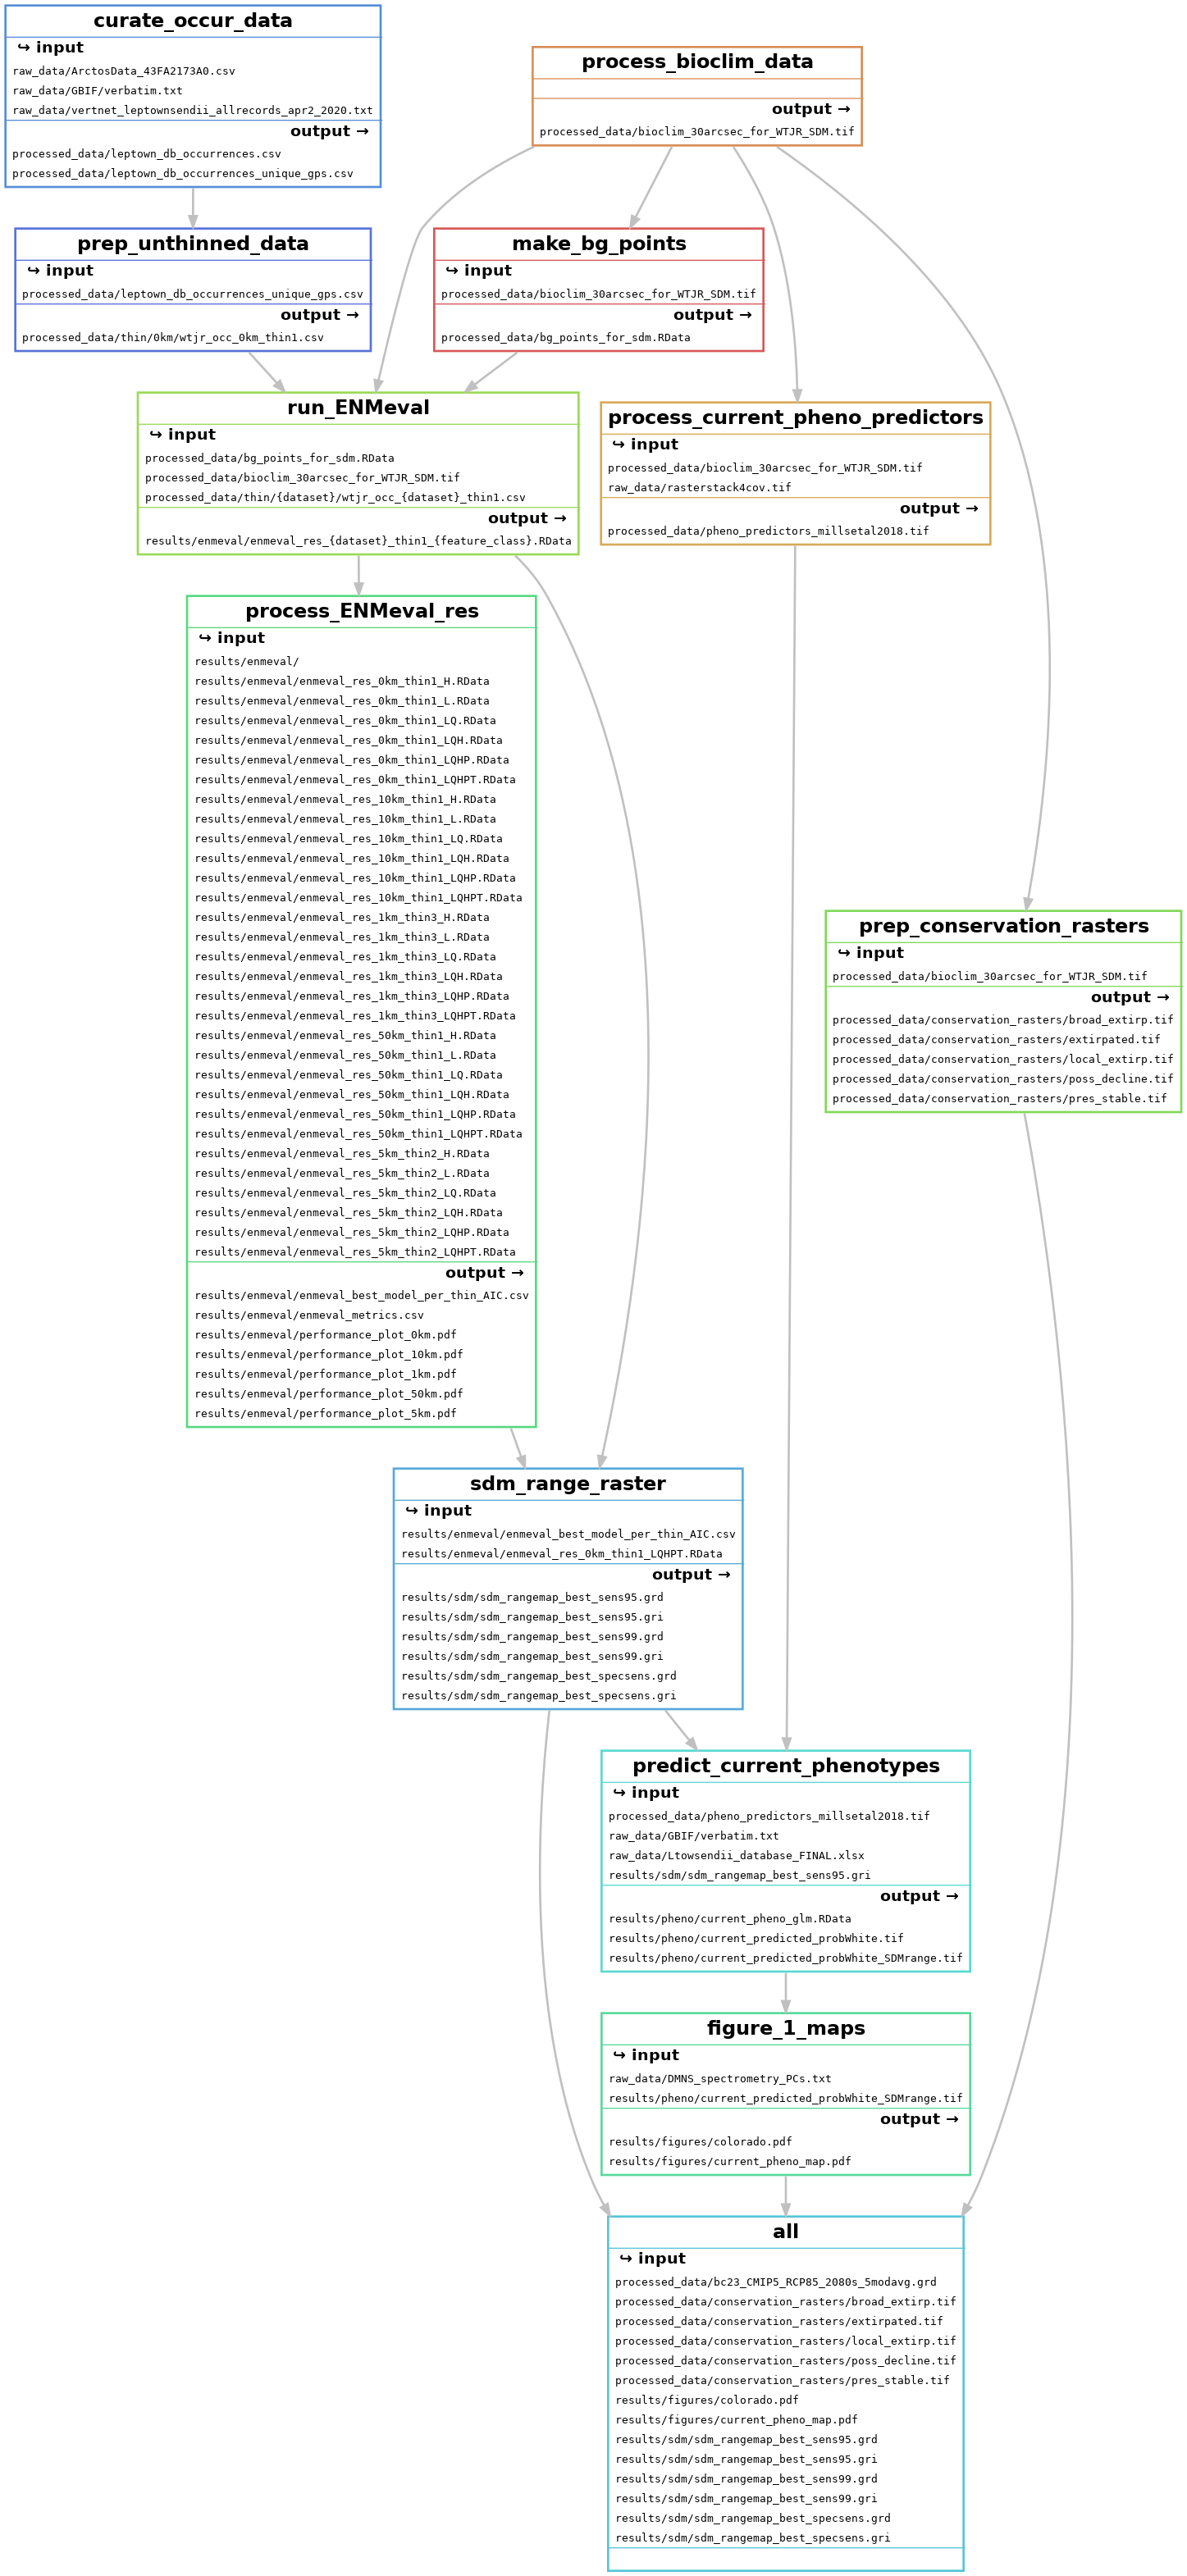 curate_occur_data
↪ input
raw_data/ArctosData_43FA2173A0.csv
raw_data/GBIF/verbatim.txt
raw_data/vertnet_leptownsendii_allrecords_apr2_2020.txt
output →
processed_data/leptown_db_occurrences.csv
processed_data/leptown_db_occurrences_unique_gps.csv
process_bioclim_data
output →
processed_data/bioclim_30arcsec_for_WTJR_SDM.tif
prep_unthinned_data
↪ input
processed_data/leptown_db_occurrences_unique_gps.csv
output →
processed_data/thin/0km/wtjr_occ_0km_thin1.csv
make_bg_points
↪ input
processed_data/bioclim_30arcsec_for_WTJR_SDM.tif
output →
processed_data/bg_points_for_sdm.RData
run_ENMeval
↪ input
processed_data/bg_points_for_sdm.RData
processed_data/bioclim_30arcsec_for_WTJR_SDM.tif
processed_data/thin/{dataset}/wtjr_occ_{dataset}_thin1.csv
output →
results/enmeval/enmeval_res_{dataset}_thin1_{feature_class}.RData
process_current_pheno_predictors
↪ input
processed_data/bioclim_30arcsec_for_WTJR_SDM.tif
raw_data/rasterstack4cov.tif
output →
processed_data/pheno_predictors_millsetal2018.tif
process_ENMeval_res
↪ input
results/enmeval/
results/enmeval/enmeval_res_0km_thin1_H.RData
results/enmeval/enmeval_res_0km_thin1_L.RData
results/enmeval/enmeval_res_0km_thin1_LQ.RData
results/enmeval/enmeval_res_0km_thin1_LQH.RData
results/enmeval/enmeval_res_0km_thin1_LQHP.RData
results/enmeval/enmeval_res_0km_thin1_LQHPT.RData
results/enmeval/enmeval_res_10km_thin1_H.RData
results/enmeval/enmeval_res_10km_thin1_L.RData
results/enmeval/enmeval_res_10km_thin1_LQ.RData
results/enmeval/enmeval_res_10km_thin1_LQH.RData
results/enmeval/enmeval_res_10km_thin1_LQHP.RData
results/enmeval/enmeval_res_10km_thin1_LQHPT.RData
results/enmeval/enmeval_res_1km_thin3_H.RData
results/enmeval/enmeval_res_1km_thin3_L.RData
results/enmeval/enmeval_res_1km_thin3_LQ.RData
results/enmeval/enmeval_res_1km_thin3_LQH.RData
results/enmeval/enmeval_res_1km_thin3_LQHP.RData
results/enmeval/enmeval_res_1km_thin3_LQHPT.RData
results/enmeval/enmeval_res_50km_thin1_H.RData
results/enmeval/enmeval_res_50km_thin1_L.RData
results/enmeval/enmeval_res_50km_thin1_LQ.RData
results/enmeval/enmeval_res_50km_thin1_LQH.RData
results/enmeval/enmeval_res_50km_thin1_LQHP.RData
results/enmeval/enmeval_res_50km_thin1_LQHPT.RData
results/enmeval/enmeval_res_5km_thin2_H.RData
results/enmeval/enmeval_res_5km_thin2_L.RData
results/enmeval/enmeval_res_5km_thin2_LQ.RData
results/enmeval/enmeval_res_5km_thin2_LQH.RData
results/enmeval/enmeval_res_5km_thin2_LQHP.RData
results/enmeval/enmeval_res_5km_thin2_LQHPT.RData
output →
results/enmeval/enmeval_best_model_per_thin_AIC.csv
results/enmeval/enmeval_metrics.csv
results/enmeval/performance_plot_0km.pdf
results/enmeval/performance_plot_10km.pdf
results/enmeval/performance_plot_1km.pdf
results/enmeval/performance_plot_50km.pdf
results/enmeval/performance_plot_5km.pdf
prep_conservation_rasters
↪ input
processed_data/bioclim_30arcsec_for_WTJR_SDM.tif
output →
processed_data/conservation_rasters/broad_extirp.tif
processed_data/conservation_rasters/extirpated.tif
processed_data/conservation_rasters/local_extirp.tif
processed_data/conservation_rasters/poss_decline.tif
processed_data/conservation_rasters/pres_stable.tif
sdm_range_raster
↪ input
results/enmeval/enmeval_best_model_per_thin_AIC.csv
results/enmeval/enmeval_res_0km_thin1_LQHPT.RData
output →
results/sdm/sdm_rangemap_best_sens95.grd
results/sdm/sdm_rangemap_best_sens95.gri
results/sdm/sdm_rangemap_best_sens99.grd
results/sdm/sdm_rangemap_best_sens99.gri
results/sdm/sdm_rangemap_best_specsens.grd
results/sdm/sdm_rangemap_best_specsens.gri
predict_current_phenotypes
↪ input
processed_data/pheno_predictors_millsetal2018.tif
raw_data/GBIF/verbatim.txt
raw_data/Ltowsendii_database_FINAL.xlsx
results/sdm/sdm_rangemap_best_sens95.gri
output →
results/pheno/current_pheno_glm.RData
results/pheno/current_predicted_probWhite.tif
results/pheno/current_predicted_probWhite_SDMrange.tif
figure_1_maps
↪ input
raw_data/DMNS_spectrometry_PCs.txt
results/pheno/current_predicted_probWhite_SDMrange.tif
output →
results/figures/colorado.pdf
results/figures/current_pheno_map.pdf
all
↪ input
processed_data/bc23_CMIP5_RCP85_2080s_5modavg.grd
processed_data/conservation_rasters/broad_extirp.tif
processed_data/conservation_rasters/extirpated.tif
processed_data/conservation_rasters/local_extirp.tif
processed_data/conservation_rasters/poss_decline.tif
processed_data/conservation_rasters/pres_stable.tif
results/figures/colorado.pdf
results/figures/current_pheno_map.pdf
results/sdm/sdm_rangemap_best_sens95.grd
results/sdm/sdm_rangemap_best_sens95.gri
results/sdm/sdm_rangemap_best_sens99.grd
results/sdm/sdm_rangemap_best_sens99.gri
results/sdm/sdm_rangemap_best_specsens.grd
results/sdm/sdm_rangemap_best_specsens.gri